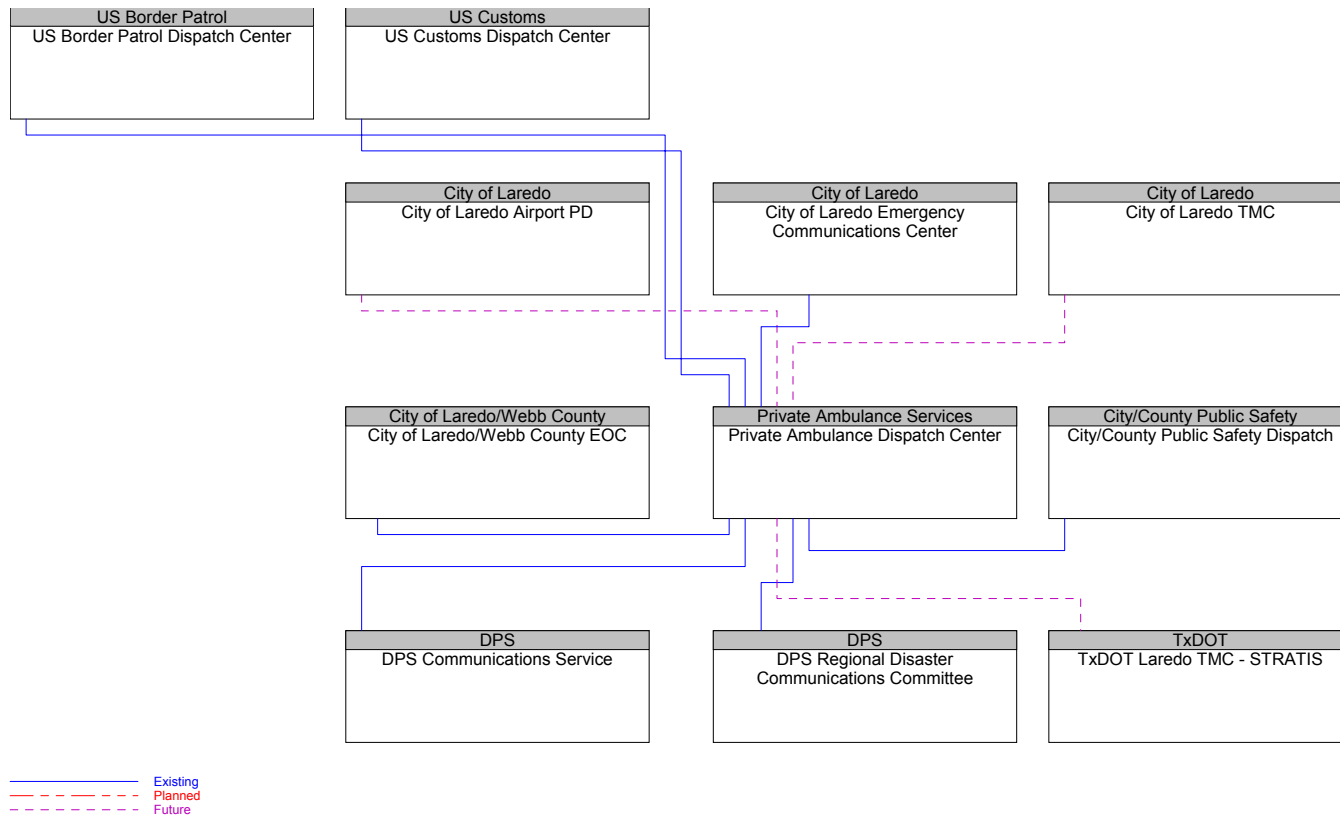 US Border Patrol
US Border Patrol Dispatch Center
US Customs
US Customs Dispatch Center
City of Laredo
City of Laredo Airport PD
City of Laredo
City of Laredo Emergency
Communications Center
City of Laredo
City of Laredo TMC
City of Laredo/Webb County
City of Laredo/Webb County EOC
Private Ambulance Services
Private Ambulance Dispatch Center
City/County Public Safety
City/County Public Safety Dispatch
DPS
DPS Communications Service
DPS
DPS Regional Disaster
Communications Committee
TxDOT
TxDOT Laredo TMC - STRATIS
Existing
Planned
Future